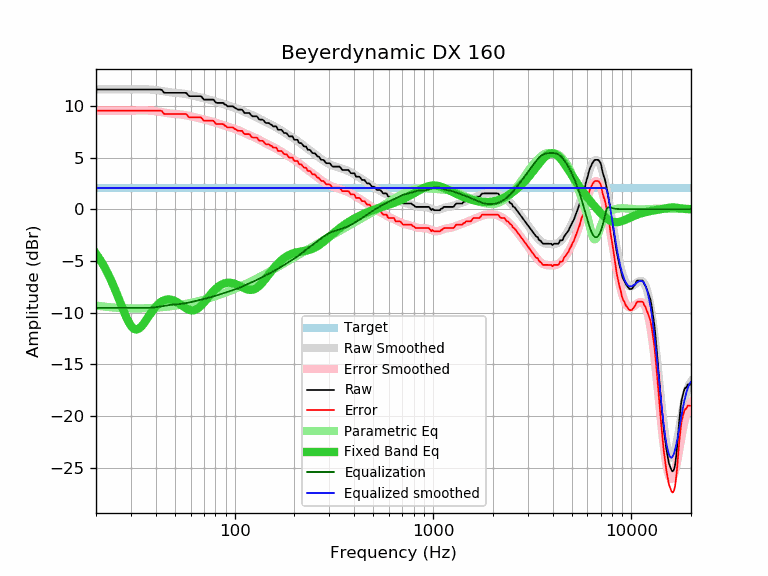 Beyerdynamic DX 160
10
5
0
−5
−10
−15
−20
−25
Amplitude (dBr)
Target
Raw Smoothed
Error Smoothed
Raw
Error
Parametric Eq
Fixed Band Eq
Equalization
Equalized smoothed
100
1000
10000
Frequency (Hz)